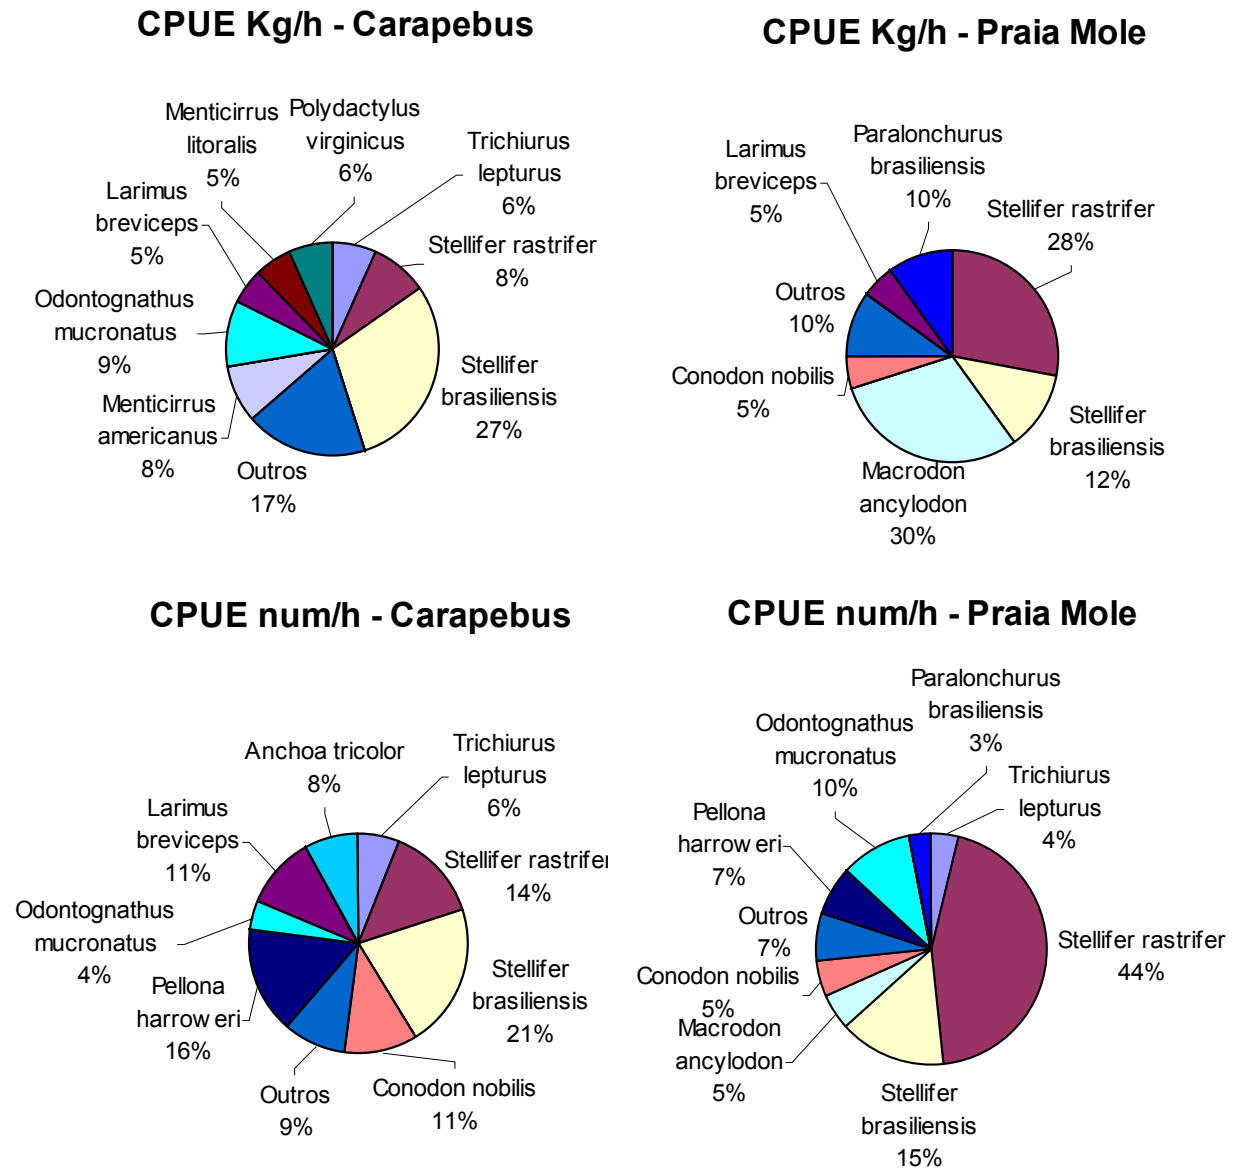 CPUE Kg/h - Carapebus
Menticirrus
litoralis
5%
Polydactylus
virginicus
6%
Trichiurus
lepturus
6%
Larimus
breviceps
5%
Stellifer rastrifer
8%
Odontognathus
mucronatus
9%
Stellifer
brasiliensis
27%
Menticirrus
americanus
8%
Outros
17%
CPUE Kg/h - Praia Mole
Larimus
breviceps
5%
Paralonchurus
brasiliensis
10%
Stellifer rastrifer
28%
Outros
10%
Conodon nobilis
5%
Stellifer
brasiliensis
12%
Macrodon
ancylodon
30%
CPUE num/h - Carapebus
Anchoa tricolor
8%
Trichiurus
lepturus
6%
Larimus
breviceps
11%
Stellifer rastrifer
14%
Odontognathus
mucronatus
4%
Stellifer
brasiliensis
21%
Pellona
harrow eri
16%
Outros
9%
Conodon nobilis
11%
CPUE num/h - Praia Mole
Paralonchurus
brasiliensis
3%
Odontognathus
mucronatus
10%
Trichiurus
lepturus
4%
Pellona
harrow eri
7%
Outros
7%
Stellifer rastrifer
44%
Conodon nobilis
5%
Macrodon
ancylodon
5%
Stellifer
brasiliensis
15%